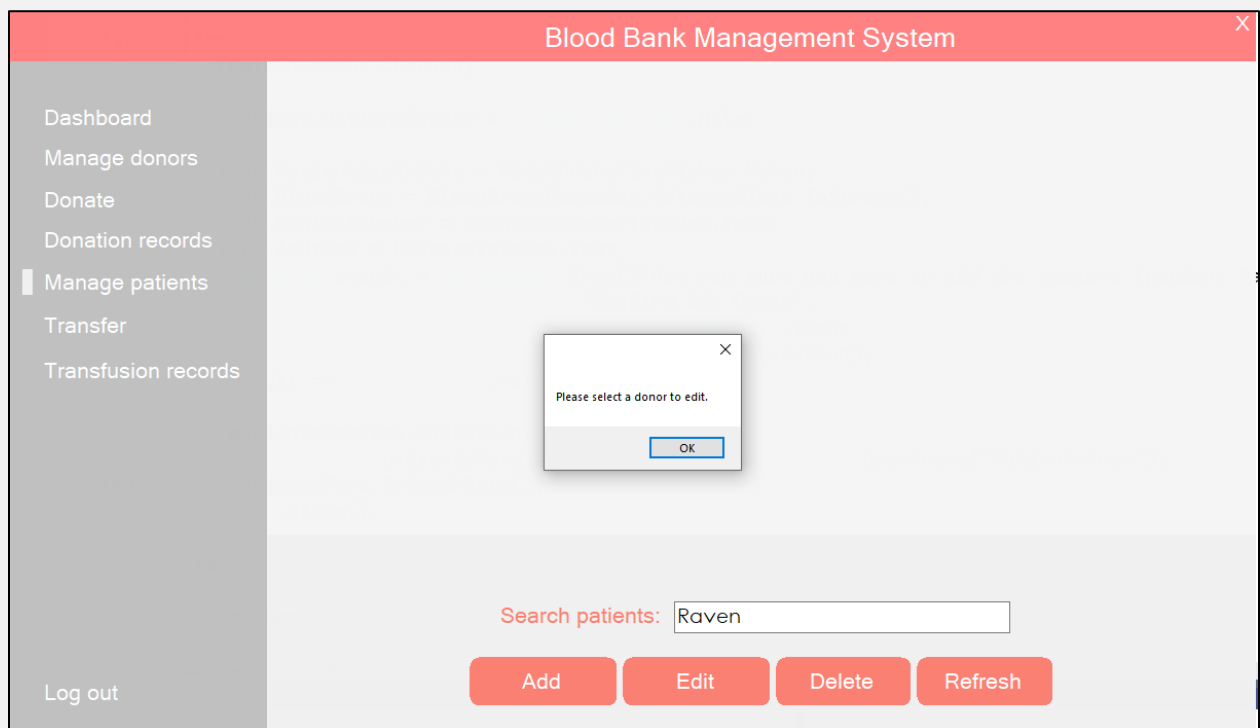 Blood Bank Management System
X
Dashboard
Manage donors
Donate
Donation records
Manage patients
Transfer
Transfusion records
Please select a donor to edit.
OK
Search patients: Raven
Add Edit Delete Refresh
Log out